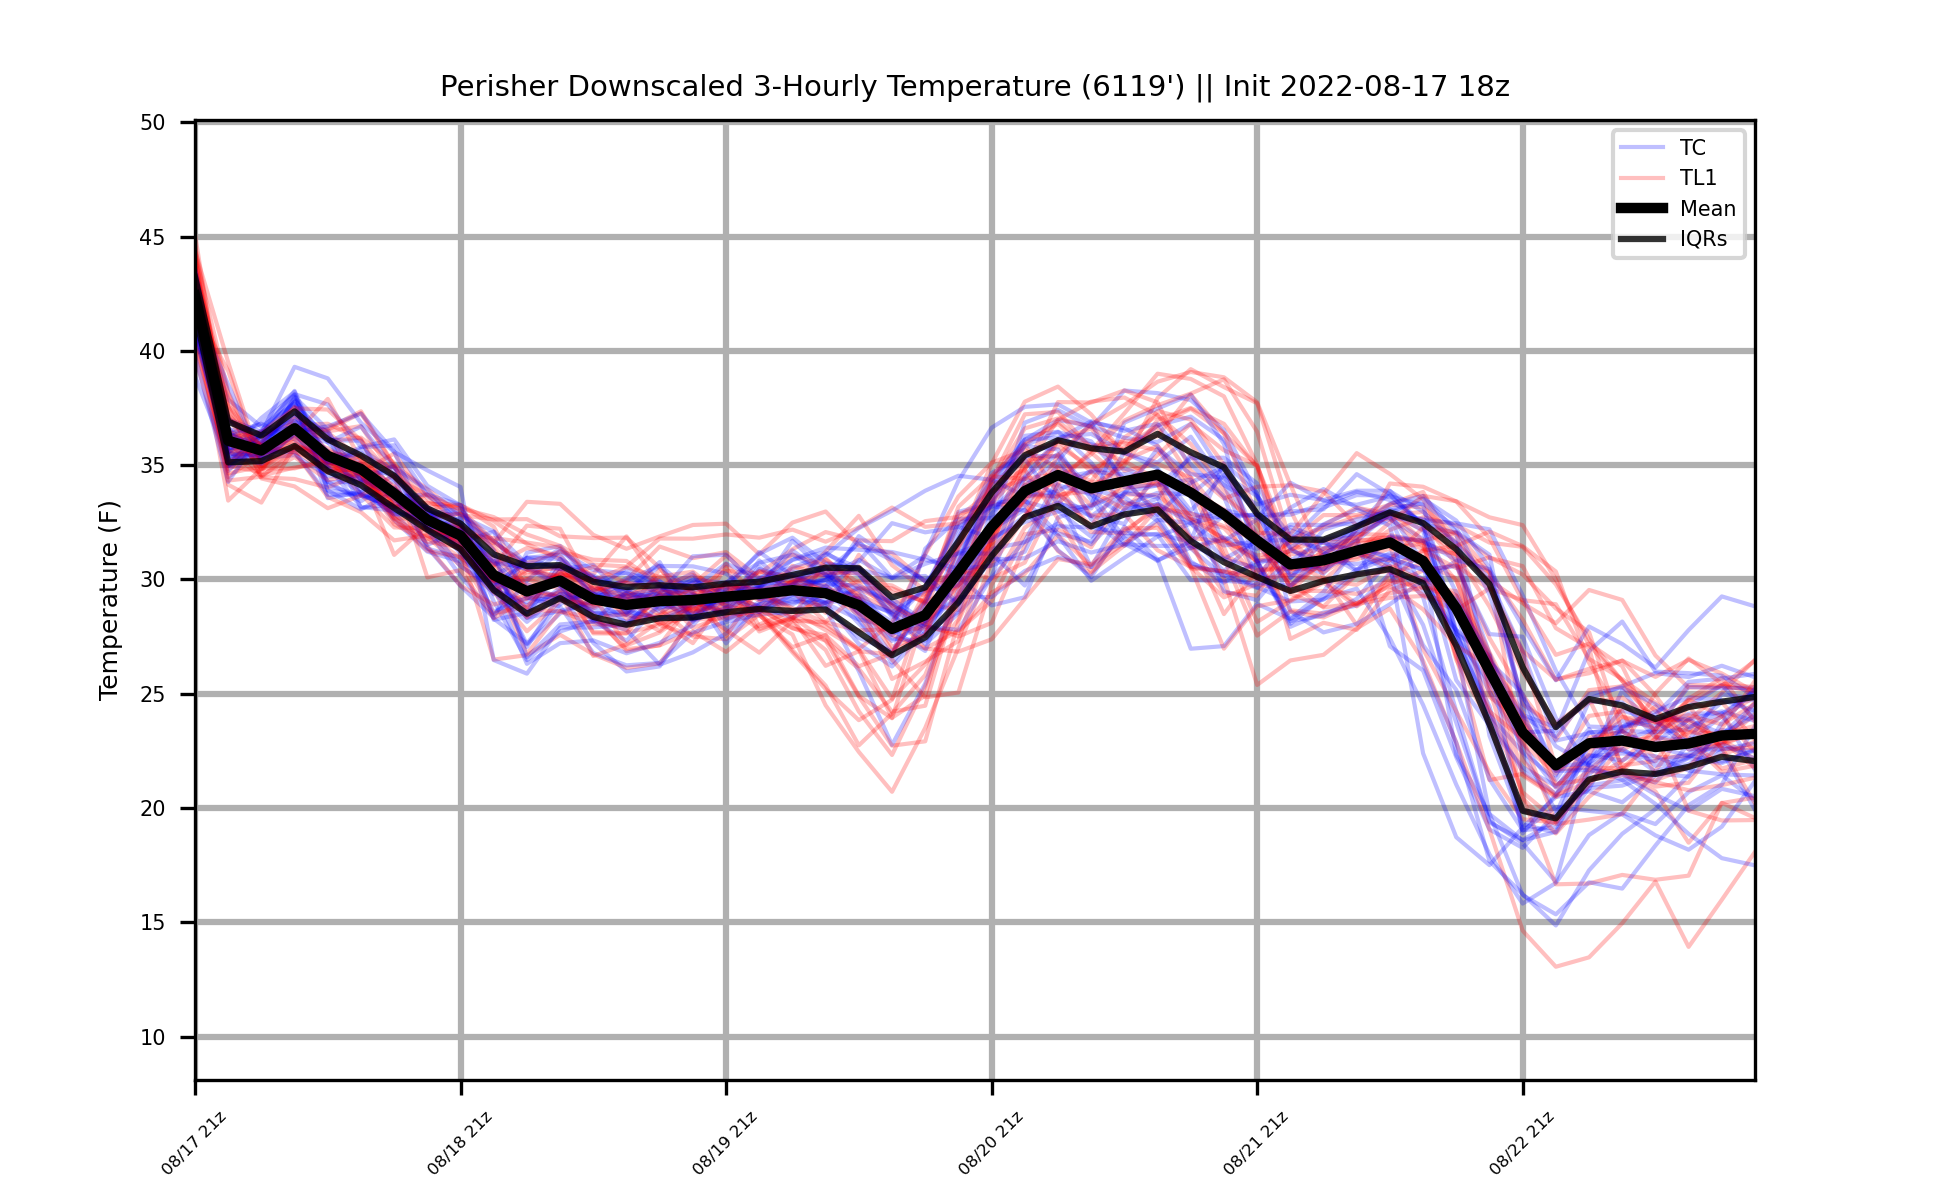 Perisher Downscaled 3-Hourly Temperature (6119') || Init 2022-08-17 18z
TC
TL1
Mean
IQRs
Temperature (F)
50
45
40
35
30
25
20
15
10
08/17 21z
08/18 21z
08/19 21z
08/20 21z
08/21 21z
08/22 21z